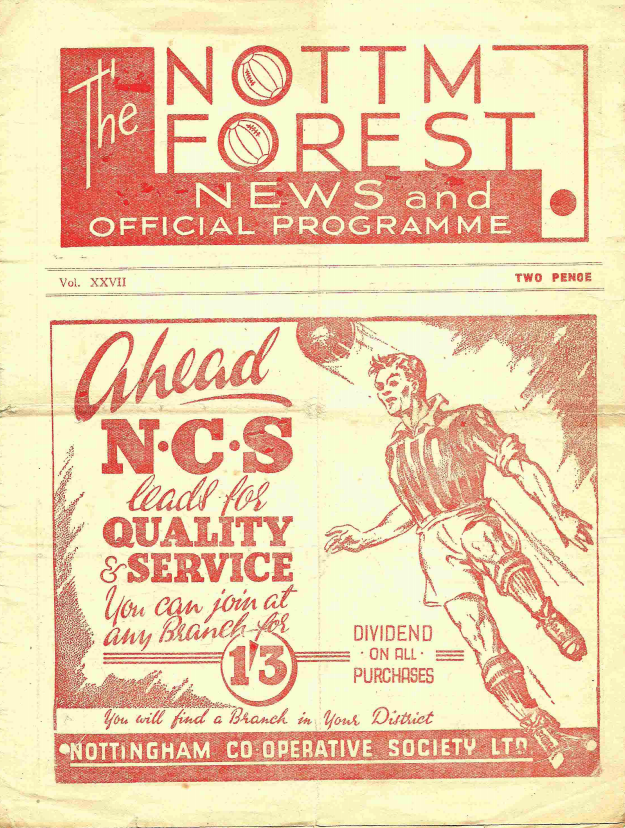 The NOTTM
FOREST
NEWS and
OFFICIAL PROGRAMME
Vol. XXVII
TWO PENCE
Ahead
N·C·S
leads for
QUALITY
& SERVICE
You can join at
any Branch for
1'3
DIVIDEND
· ON ALL ·
PURCHASES
You will find a Branch in Your District
NOTTINGHAM CO-OPERATIVE SOCIETY LTD